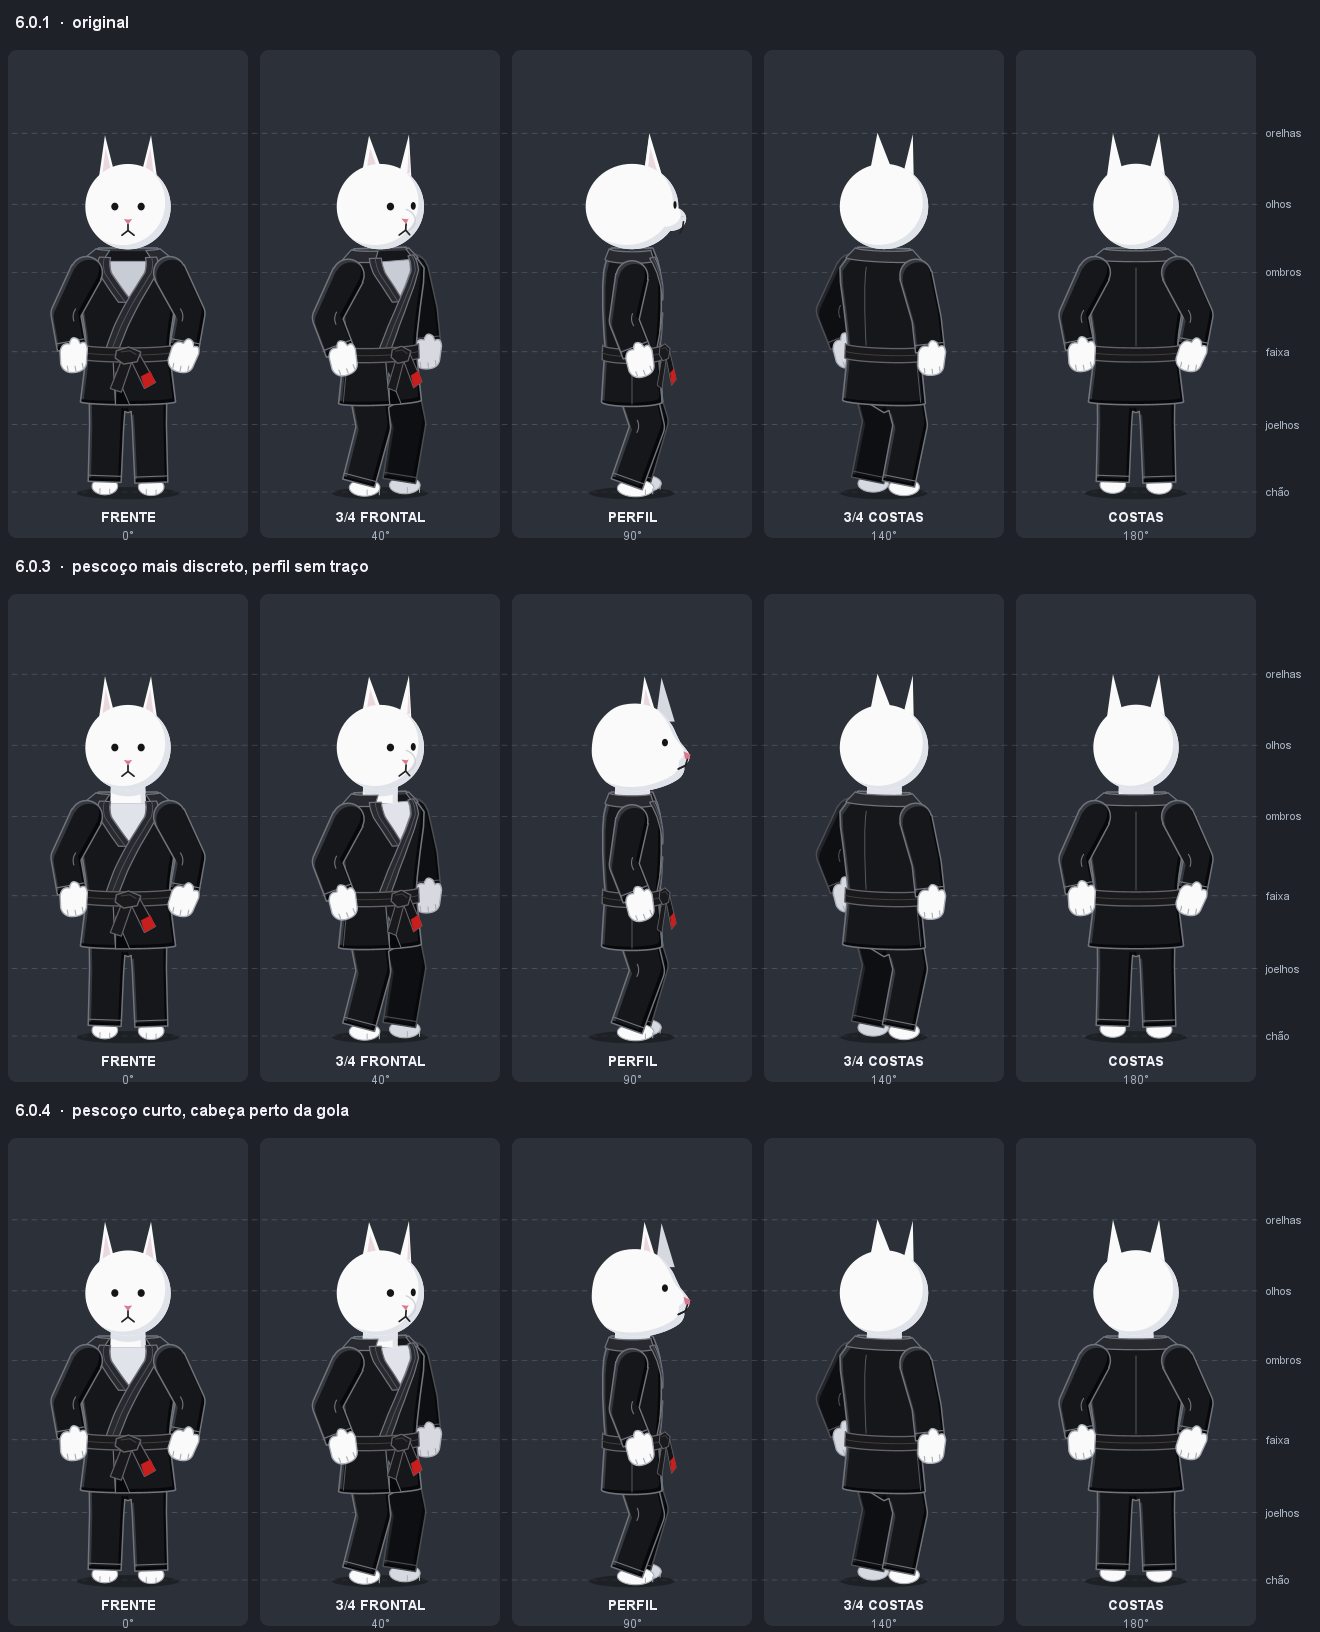 6.0.1 · original
orelhas
olhos
ombros
faixa
joelhos
chão
FRENTE
3/4 FRONTAL
PERFIL
3/4 COSTAS
COSTAS
0°
40°
90°
140°
180°
6.0.3 · pescoço mais discreto, perfil sem traço
orelhas
olhos
ombros
faixa
joelhos
chão
FRENTE
3/4 FRONTAL
PERFIL
3/4 COSTAS
COSTAS
0°
40°
90°
140°
180°
6.0.4 · pescoço curto, cabeça perto da gola
orelhas
olhos
ombros
faixa
joelhos
chão
FRENTE
3/4 FRONTAL
PERFIL
3/4 COSTAS
COSTAS
0°
40°
90°
140°
180°